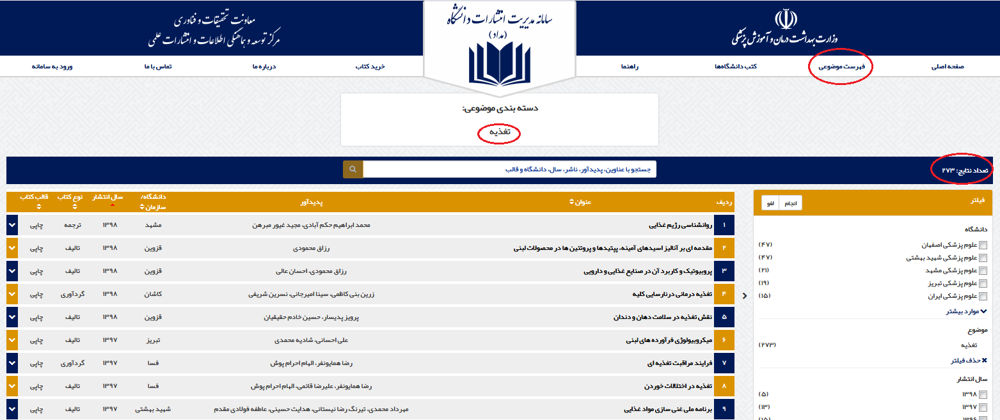 وزارت بهداشت درمان و آموزش پزشکی
سامانه مدیریت انتشارات دانشگاه
(مداد)
معاونت تحقیقات و فناوری
مرکز توسعه و هماهنگی اطلاعات و انتشارات علمی
صفحه اصلی فهرست موضوعی کتب دانشگاه‌ها راهنما خرید کتاب درباره ما تماس با ما ورود به سامانه
دسته بندی موضوعی:
تغذیه
تعداد نتایج: ۲۷۳ جستجو با عناوین، پدیدآور، ناشر، سال، دانشگاه و قالب
فیلتر انجام لغو
دانشگاه
علوم پزشکی اصفهان (۴۷)
علوم پزشکی شهید بهشتی (۴۷)
علوم پزشکی مشهد (۲۱)
علوم پزشکی تبریز (۱۹)
علوم پزشکی ایران (۱۵)
موارد بیشتر
موضوع
تغذیه (۲۷۳)
حذف فیلتر
سال انتشار
۱۳۹۸ (۵)
۱۳۹۷ (۱۳)
۱۳۹۶ (۱۵)
ردیف عنوان پدیدآور دانشگاه/سازمان سال انتشار نوع کتاب قالب کتاب
۱ روانشناسی رژیم غذایی محمد ابراهیم حکم آبادی، مجید غیور مبرهن مشهد ۱۳۹۸ ترجمه چاپی
۲ مقدمه ای بر آنالیز اسیدهای آمینه، پپتیدها و پروتئین ها در محصولات لبنی رزاق محمودی قزوین ۱۳۹۸ تالیف چاپی
۳ پروبیوتیک و کاربرد آن در صنایع غذایی و دارویی رزاق محمودی، احسان عالی قزوین ۱۳۹۸ تالیف چاپی
۴ تغذیه درمانی درنارسایی کلیه زرین بنی کاظمی، سینا امیرجانی، نسرین شریفی کاشان ۱۳۹۸ گردآوری چاپی
۵ نقش تغذیه در سلامت دهان و دندان پرویز پدیسار، حسین خادم حقیقیان قزوین ۱۳۹۸ تالیف چاپی
۶ میکروبیولوژی فرآورده های لبنی علی احسانی، شادیه محمدی تبریز ۱۳۹۷ تالیف چاپی
۷ فرایند مراقبت تغذیه ای رضا همایونفر، الهام احرام پوش فسا ۱۳۹۷ گردآوری چاپی
۸ تغذیه در اختلالات خوردن رضا همایونفر، علیرضا قائمی، الهام احرام پوش فسا ۱۳۹۷ تالیف چاپی
۹ برنامه ملی غنی سازی مواد غذایی مهرداد محمدی، تیرنگ رضا نیستانی، هدایت حسینی، عاطفه فولادی مقدم شهید بهشتی ۱۳۹۷ تالیف چاپی